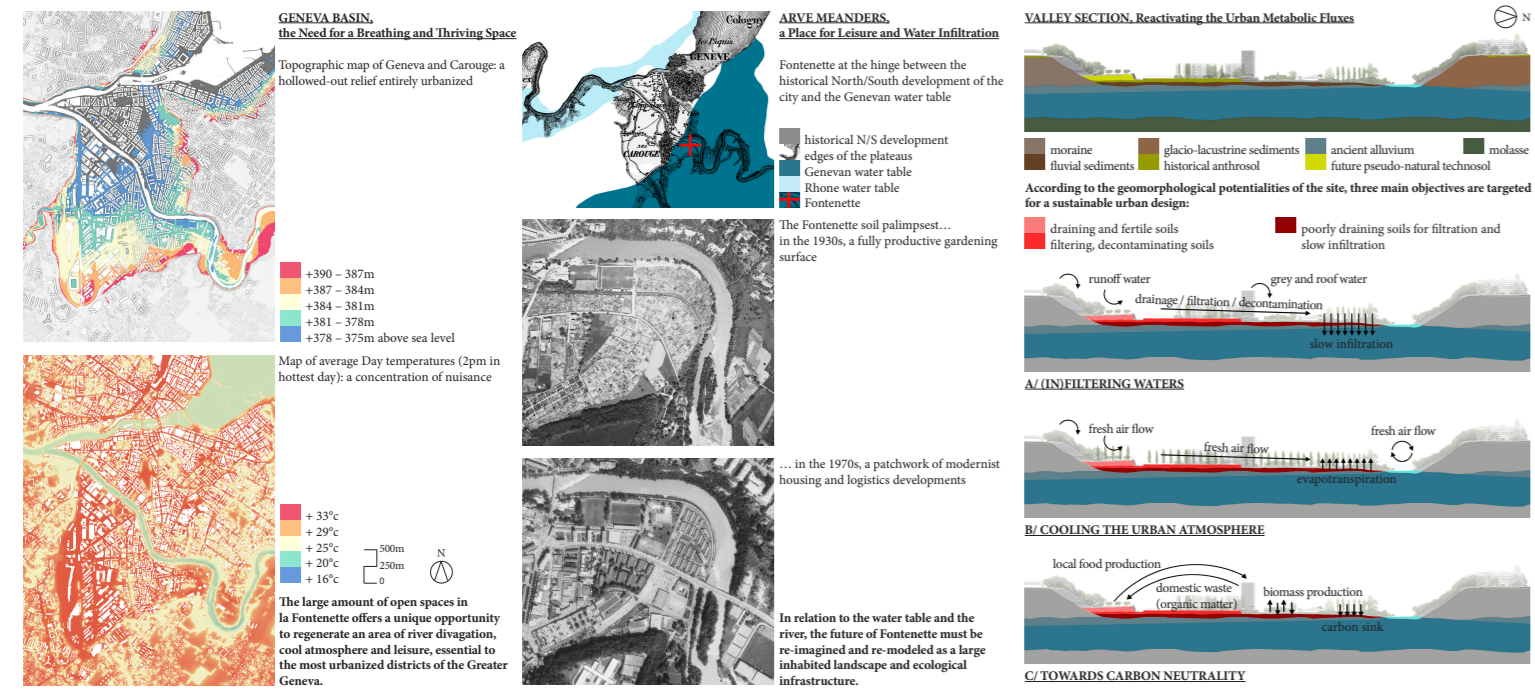 GENEVA BASIN,
the Need for a Breathing and Thriving Space
Topographic map of Geneva and Carouge: a
hollowed-out relief entirely urbanized
+390 – 387m
+387 – 384m
+384 – 381m
+381 – 378m
+378 – 375m above sea level
Map of average Day temperatures (2pm in
hottest day): a concentration of nuisance
+ 33°c
+ 29°c
+ 25°c
+ 20°c
+ 16°c
500m
250m
0
N
The large amount of open spaces in
la Fontenette offers a unique opportunity
to regenerate an area of river divagation,
cool atmosphere and leisure, essential to
the most urbanized districts of the Greater
Geneva.
Cologny
les Pâquis
GENÈVE
CAROUGE
ARVE MEANDERS,
a Place for Leisure and Water Infiltration
Fontenette at the hinge between the
historical North/South development of the
city and the Genevan water table
historical N/S development
edges of the plateaus
Genevan water table
Rhone water table
Fontenette
The Fontenette soil palimpsest…
in the 1930s, a fully productive gardening
surface
… in the 1970s, a patchwork of modernist
housing and logistics developments
In relation to the water table and the
river, the future of Fontenette must be
re-imagined and re-modeled as a large
inhabited landscape and ecological
infrastructure.
VALLEY SECTION, Reactivating the Urban Metabolic Fluxes
N
moraine
fluvial sediments
glacio-lacustrine sediments
historical anthrosol
ancient alluvium
future pseudo-natural technosol
molasse
According to the geomorphological potentialities of the site, three main objectives are targeted
for a sustainable urban design:
draining and fertile soils
filtering, decontaminating soils
poorly draining soils for filtration and
slow infiltration
runoff water
grey and roof water
drainage / filtration / decontamination
slow infiltration
A/ (IN)FILTERING WATERS
fresh air flow
fresh air flow
fresh air flow
evapotranspiration
B/ COOLING THE URBAN ATMOSPHERE
local food production
domestic waste
(organic matter)
biomass production
carbon sink
C/ TOWARDS CARBON NEUTRALITY